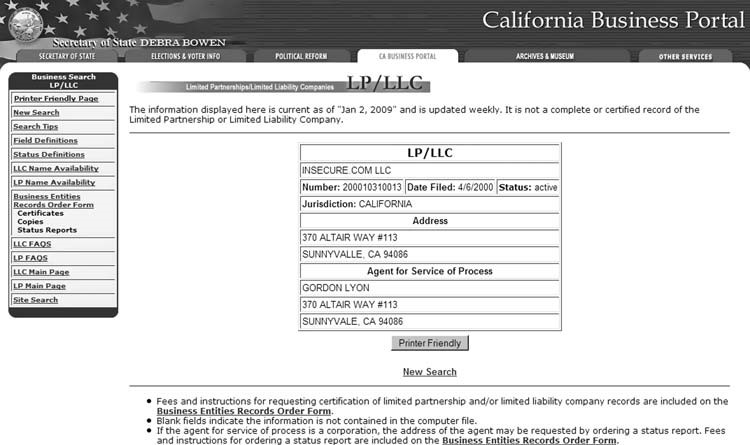 California Business Portal
Secretary of State DEBRA BOWEN
SECRETARY OF STATE
ELECTIONS & VOTER INFO
POLITICAL REFORM
CA BUSINESS PORTAL
ARCHIVES & MUSEUM
OTHER SERVICES
Business Search
LP/LLC
Printer Friendly Page
New Search
Search Tips
Field Definitions
Status Definitions
LLC Name Availability
LP Name Availability
Business Entities
Records Order Form
Certificates
Copies
Status Reports
LLC FAQS
LP FAQS
LLC Main Page
LP Main Page
Site Search
Limited Partnerships/Limited Liability Companies LP/LLC
The information displayed here is current as of "Jan 2, 2009" and is updated weekly. It is not a complete or certified record of the
Limited Partnership or Limited Liability Company.
LP/LLC
INSECURE.COM LLC
Number: 200010310013 Date Filed: 4/6/2000 Status: active
Jurisdiction: CALIFORNIA
Address
370 ALTAIR WAY #113
SUNNYVALLE, CA 94086
Agent for Service of Process
GORDON LYON
370 ALTAIR WAY #113
SUNNYVALE, CA 94086
Printer Friendly
New Search
• Fees and instructions for requesting certification of limited partnership and/or limited liability company records are included on the
Business Entities Records Order Form.
• Blank fields indicate the information is not contained in the computer file.
• If the agent for service of process is a corporation, the address of the agent may be requested by ordering a status report. Fees
and instructions for ordering a status report are included on the Business Entities Records Order Form.